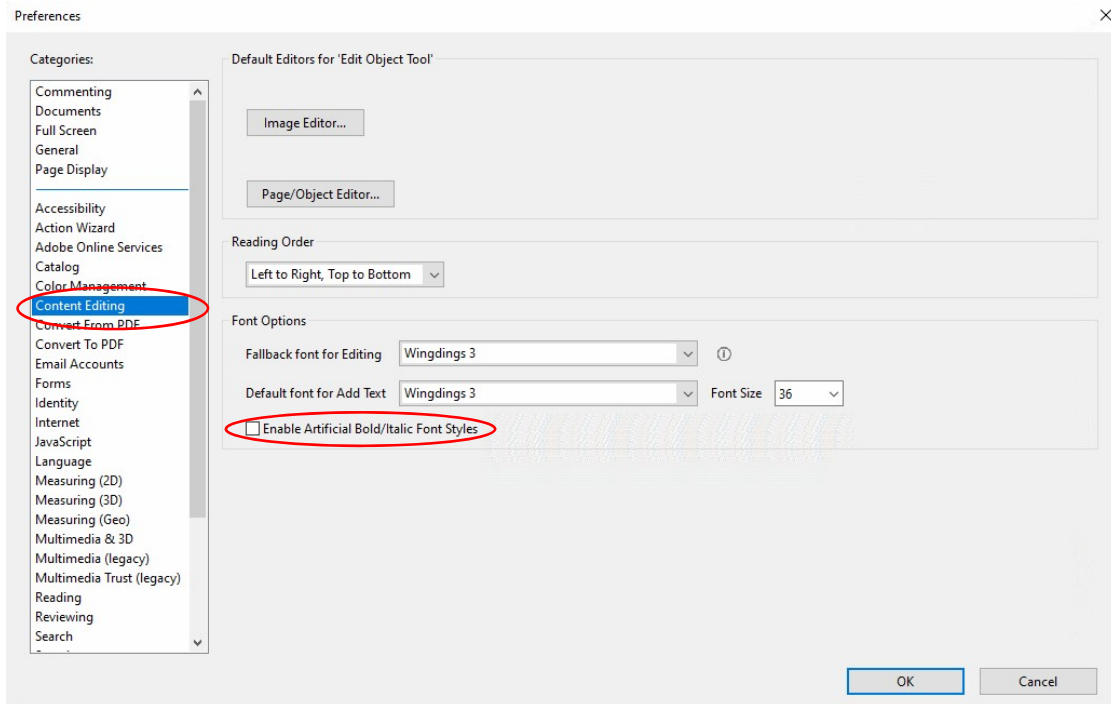 Preferences
Categories:
Commenting
Documents
Full Screen
General
Page Display
Accessibility
Action Wizard
Adobe Online Services
Catalog
Color Management
Content Editing
Convert From PDF
Convert To PDF
Email Accounts
Forms
Identity
Internet
JavaScript
Language
Measuring (2D)
Measuring (3D)
Measuring (Geo)
Multimedia & 3D
Multimedia (legacy)
Multimedia Trust (legacy)
Reading
Reviewing
Search
Default Editors for 'Edit Object Tool'
Image Editor...
Page/Object Editor...
Reading Order
Left to Right, Top to Bottom
Font Options
Fallback font for Editing Wingdings 3
Default font for Add Text Wingdings 3 Font Size 36
Enable Artificial Bold/Italic Font Styles
OK Cancel